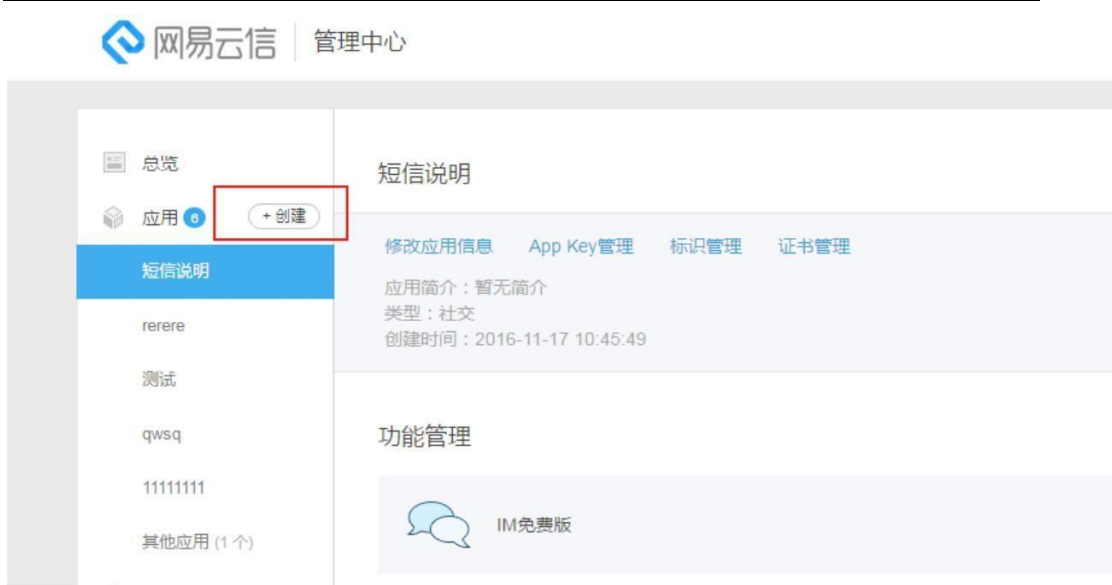 网易云信 管理中心
总览
应用 6 + 创建
短信说明
rerere
测试
qwsq
11111111
其他应用 (1 个)
短信说明
修改应用信息 App Key管理 标识管理 证书管理
应用简介：暂无简介
类型：社交
创建时间：2016-11-17 10:45:49
功能管理
IM免费版